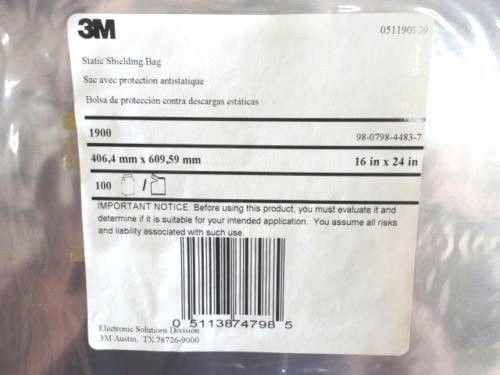 3M
Static Shielding Bag
Sac avec protection antistatique
Bolsa de protección contra descargas estáticas
1900 98-0798-4483-7
406,4 mm x 609,59 mm 16 in x 24 in
100 /
IMPORTANT NOTICE: Before using this product, you must evaluate it and
determine if it is suitable for your intended application. You assume all risks
and liability associated with such use.
0 5113874798 5
Electronic Solutions Division
3M Austin, TX 78726-9000